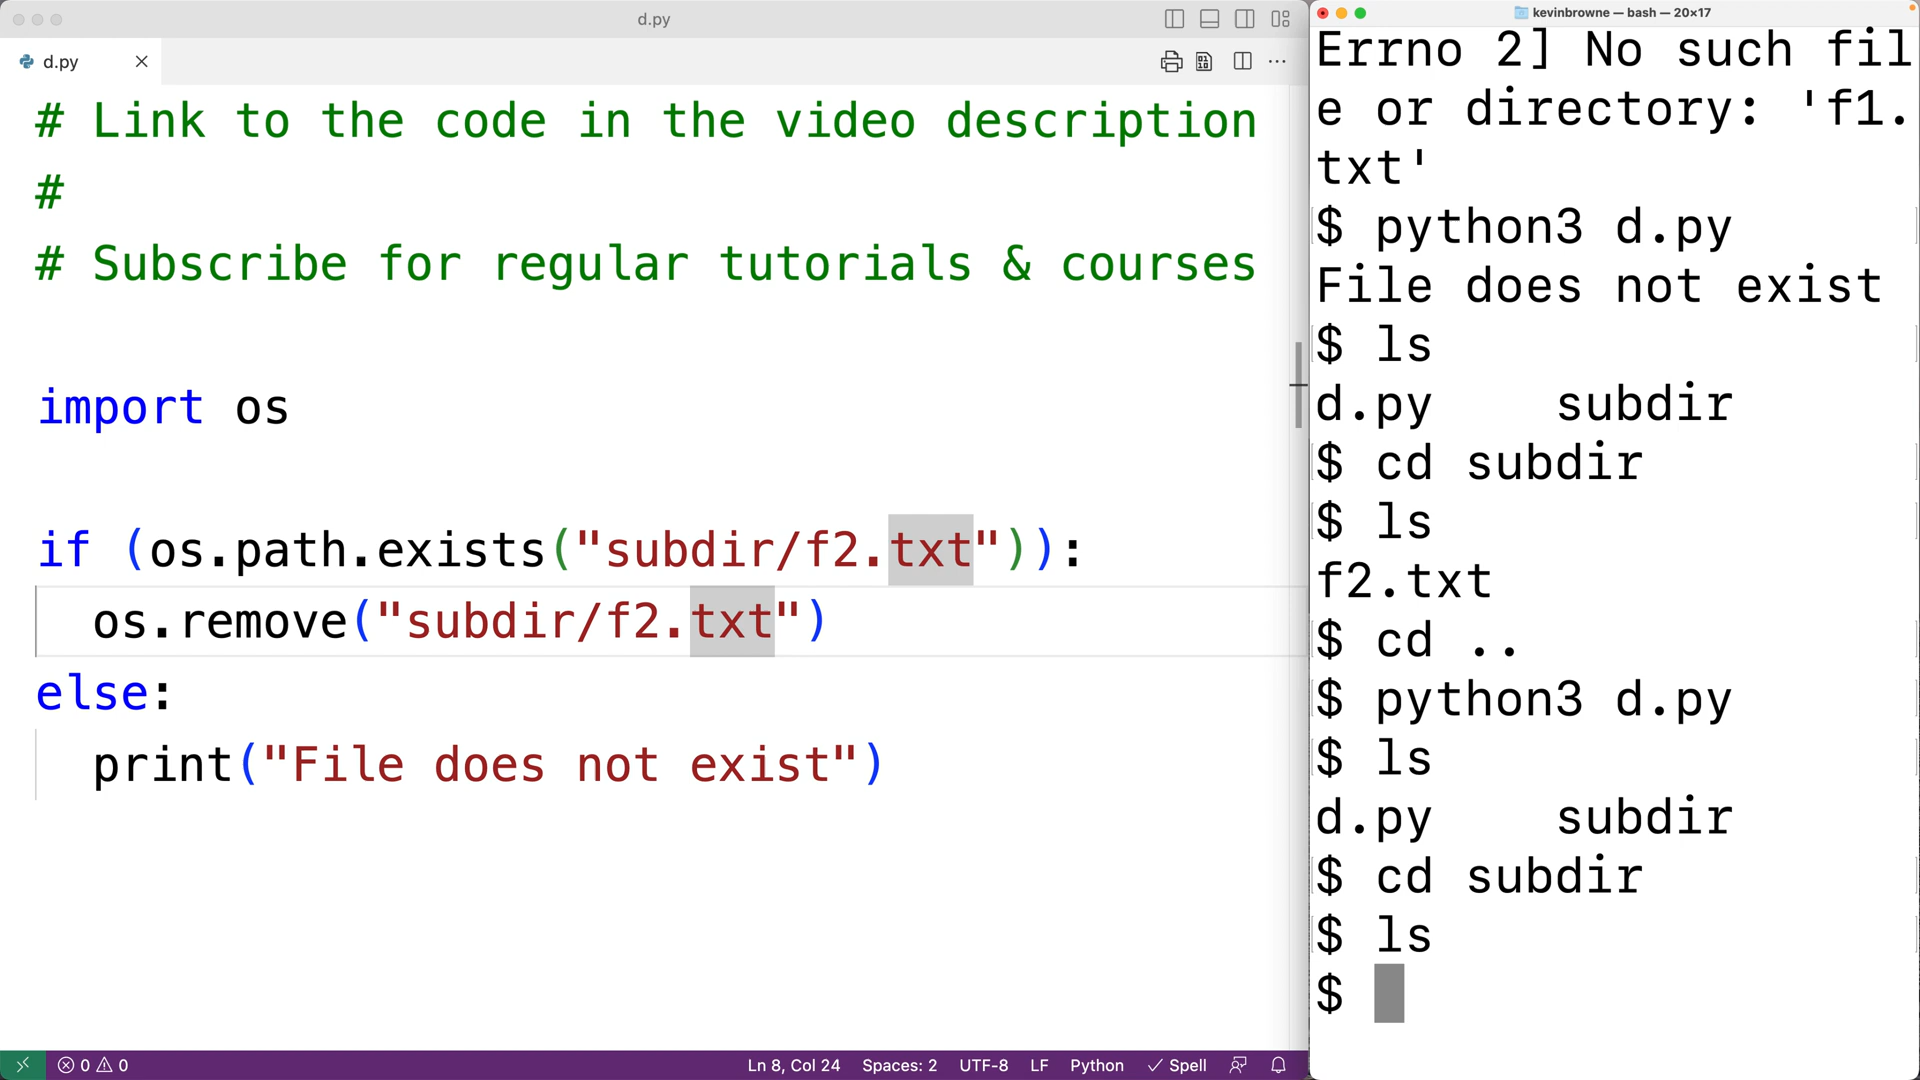 d.py
d.py
# Link to the code in the video description
#
# Subscribe for regular tutorials & courses
import os
if (os.path.exists("subdir/f2.txt")):
os.remove("subdir/f2.txt")
else:
print("File does not exist")
0 0
Ln 8, Col 24 Spaces: 2 UTF-8 LF Python Spell
kevinbrowne — bash — 20×17
Errno 2] No such fil
e or directory: 'f1.
txt'
$ python3 d.py
File does not exist
$ ls
d.py subdir
$ cd subdir
$ ls
f2.txt
$ cd ..
$ python3 d.py
$ ls
d.py subdir
$ cd subdir
$ ls
$